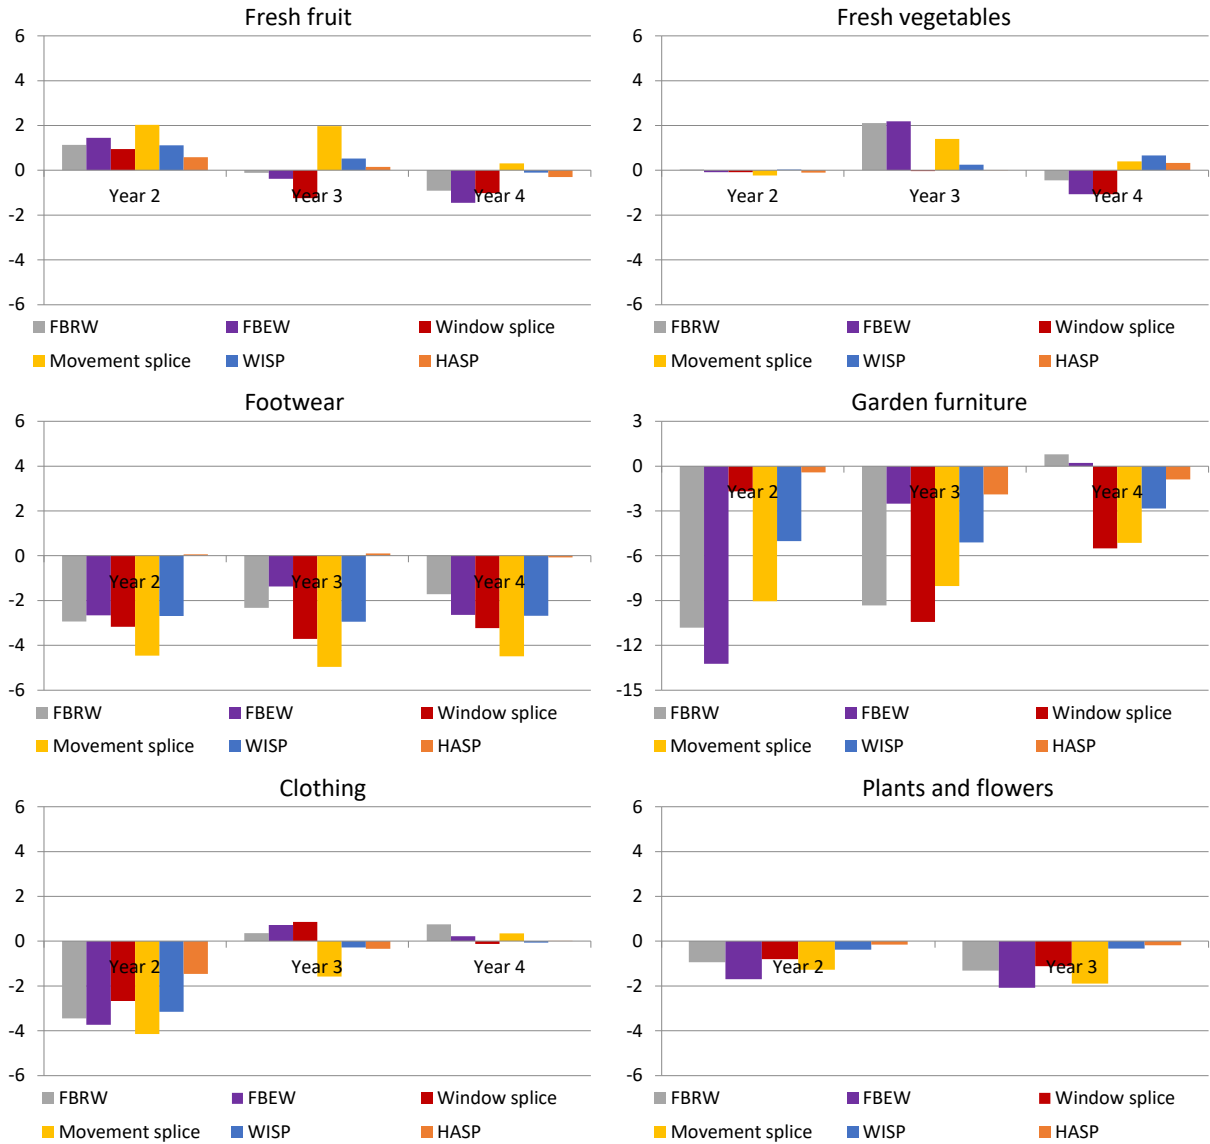 Fresh fruit
6
4
2
0
-2
-4
-6
Year 2 Year 3 Year 4
FBRW FBEW Window splice
Movement splice WISP HASP
Fresh vegetables
6
4
2
0
-2
-4
-6
Year 2 Year 3 Year 4
FBRW FBEW Window splice
Movement splice WISP HASP
Footwear
6
4
2
0
-2
-4
-6
Year 2 Year 3 Year 4
FBRW FBEW Window splice
Movement splice WISP HASP
Garden furniture
3
0
-3
-6
-9
-12
-15
Year 2 Year 3 Year 4
FBRW FBEW Window splice
Movement splice WISP HASP
Clothing
6
4
2
0
-2
-4
-6
Year 2 Year 3 Year 4
FBRW FBEW Window splice
Movement splice WISP HASP
Plants and flowers
6
4
2
0
-2
-4
-6
Year 2 Year 3
FBRW FBEW Window splice
Movement splice WISP HASP